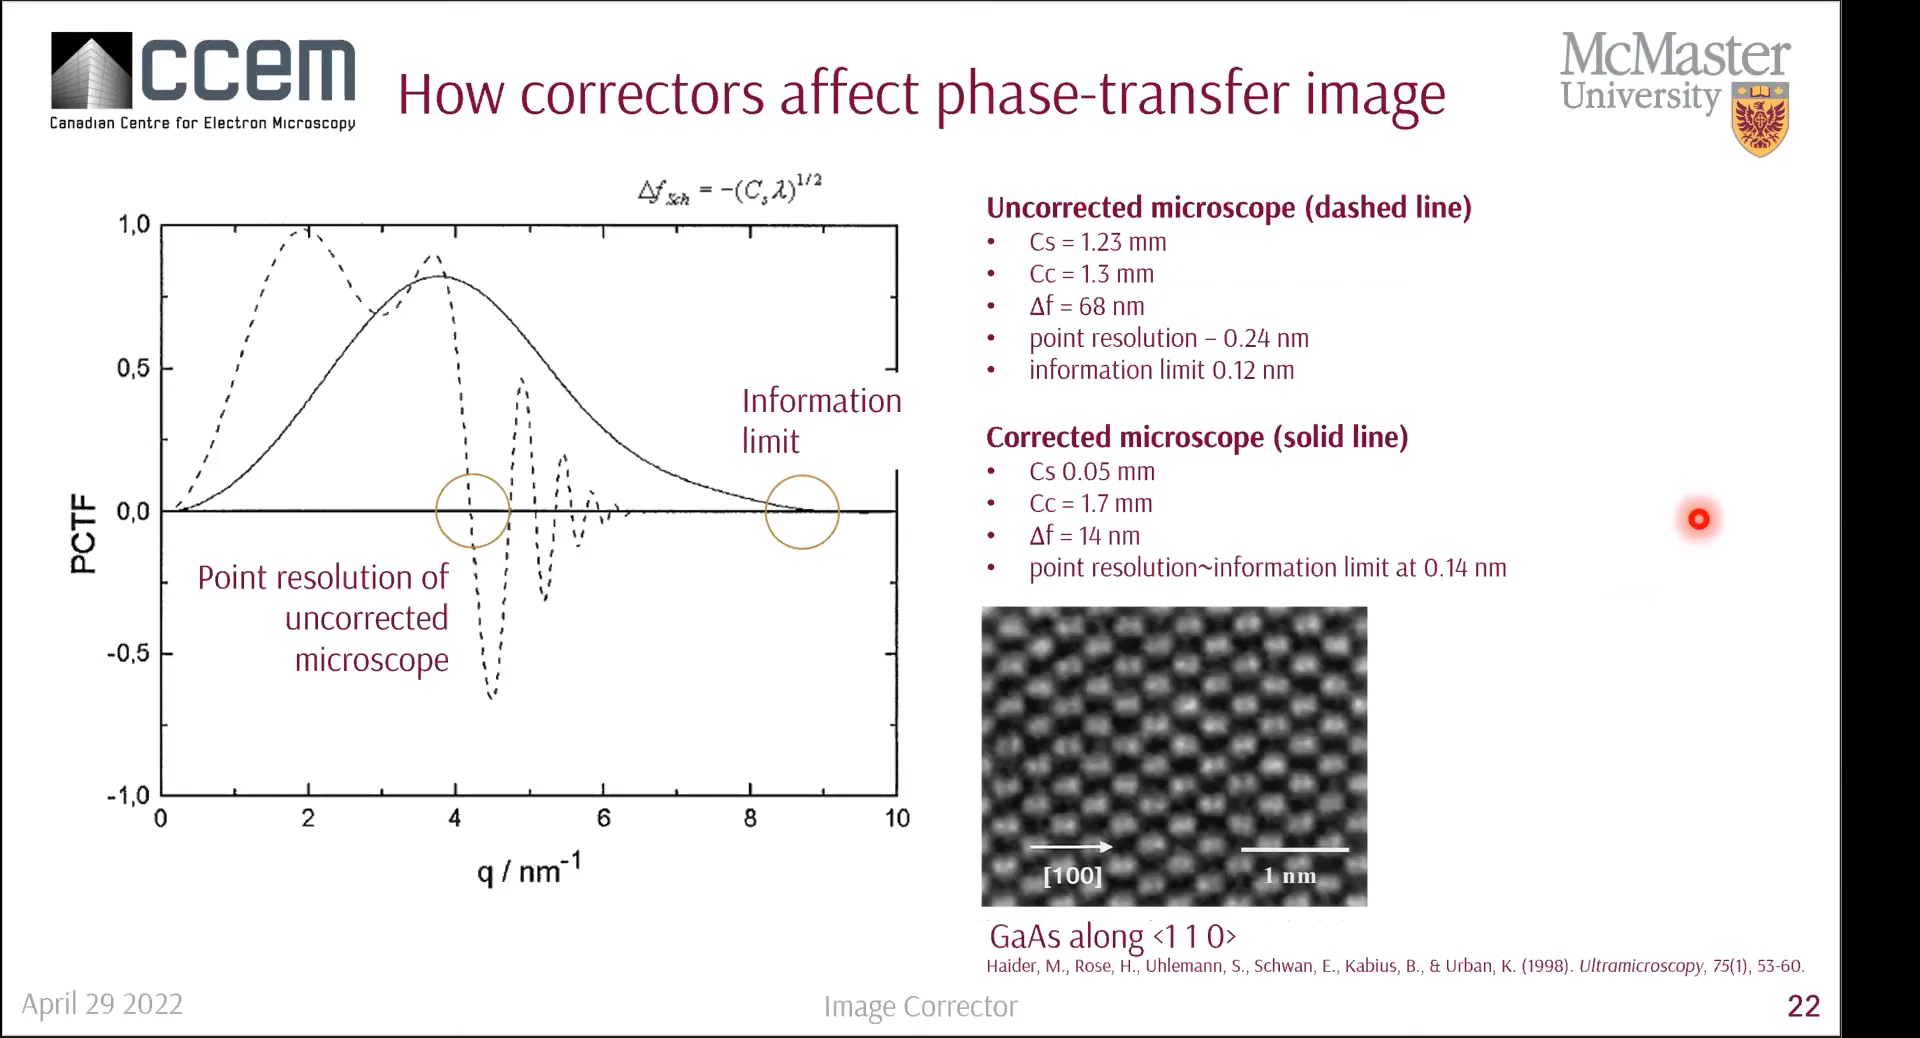 ccem
Canadian Centre for Electron Microscopy
How correctors affect phase-transfer image
McMaster
University
Δf Sch = −(C s λ)^1/2
1,0
0,5
0,0
-0,5
-1,0
PCTF
0
2
4
6
8
10
q / nm^-1
Information
limit
Point resolution of
uncorrected
microscope
Uncorrected microscope (dashed line)
• Cs = 1.23 mm
• Cc = 1.3 mm
• Δf = 68 nm
• point resolution – 0.24 nm
• information limit 0.12 nm
Corrected microscope (solid line)
• Cs 0.05 mm
• Cc = 1.7 mm
• Δf = 14 nm
• point resolution~information limit at 0.14 nm
[100]
1 nm
GaAs along <1 1 0>
Haider, M., Rose, H., Uhlemann, S., Schwan, E., Kabius, B., & Urban, K. (1998). Ultramicroscopy, 75(1), 53-60.
April 29 2022
Image Corrector
22